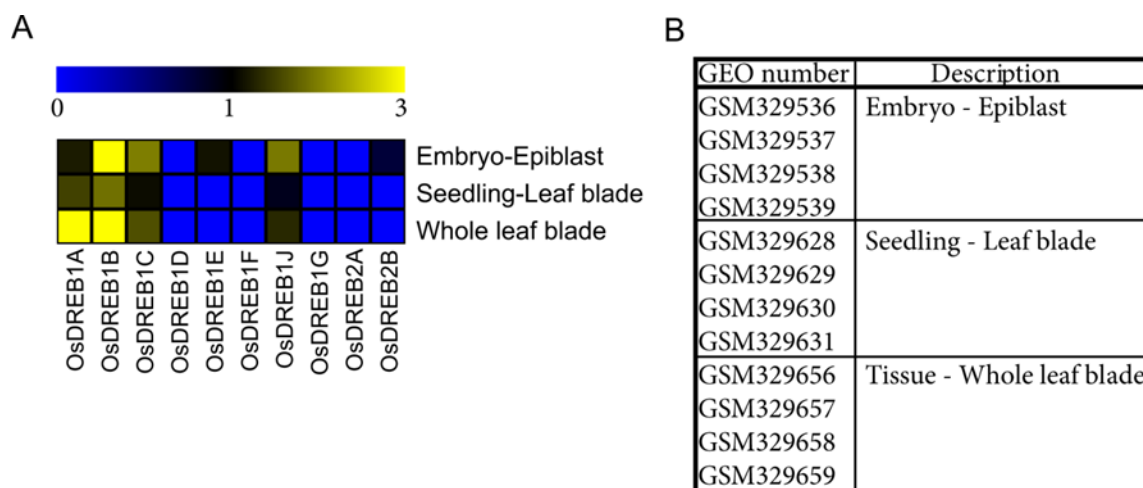 A
0 1 3
Embryo-Epiblast
Seedling-Leaf blade
Whole leaf blade
OsDREB1A
OsDREB1B
OsDREB1C
OsDREB1D
OsDREB1E
OsDREB1F
OsDREB1J
OsDREB1G
OsDREB2A
OsDREB2B
B
GEO number Description
GSM329536 Embryo - Epiblast
GSM329537
GSM329538
GSM329539
GSM329628 Seedling - Leaf blade
GSM329629
GSM329630
GSM329631
GSM329656 Tissue - Whole leaf blade
GSM329657
GSM329658
GSM329659